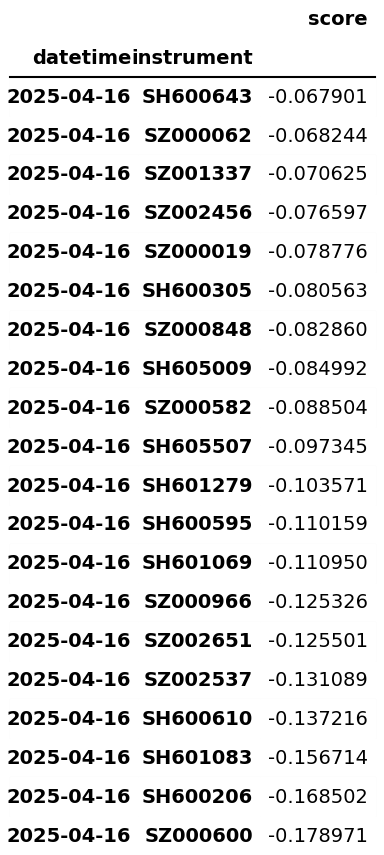 score
datetime instrument
2025-04-16 SH600643 -0.067901
2025-04-16 SZ000062 -0.068244
2025-04-16 SZ001337 -0.070625
2025-04-16 SZ002456 -0.076597
2025-04-16 SZ000019 -0.078776
2025-04-16 SH600305 -0.080563
2025-04-16 SZ000848 -0.082860
2025-04-16 SH605009 -0.084992
2025-04-16 SZ000582 -0.088504
2025-04-16 SH605507 -0.097345
2025-04-16 SH601279 -0.103571
2025-04-16 SH600595 -0.110159
2025-04-16 SH601069 -0.110950
2025-04-16 SZ000966 -0.125326
2025-04-16 SZ002651 -0.125501
2025-04-16 SZ002537 -0.131089
2025-04-16 SH600610 -0.137216
2025-04-16 SH601083 -0.156714
2025-04-16 SH600206 -0.168502
2025-04-16 SZ000600 -0.178971